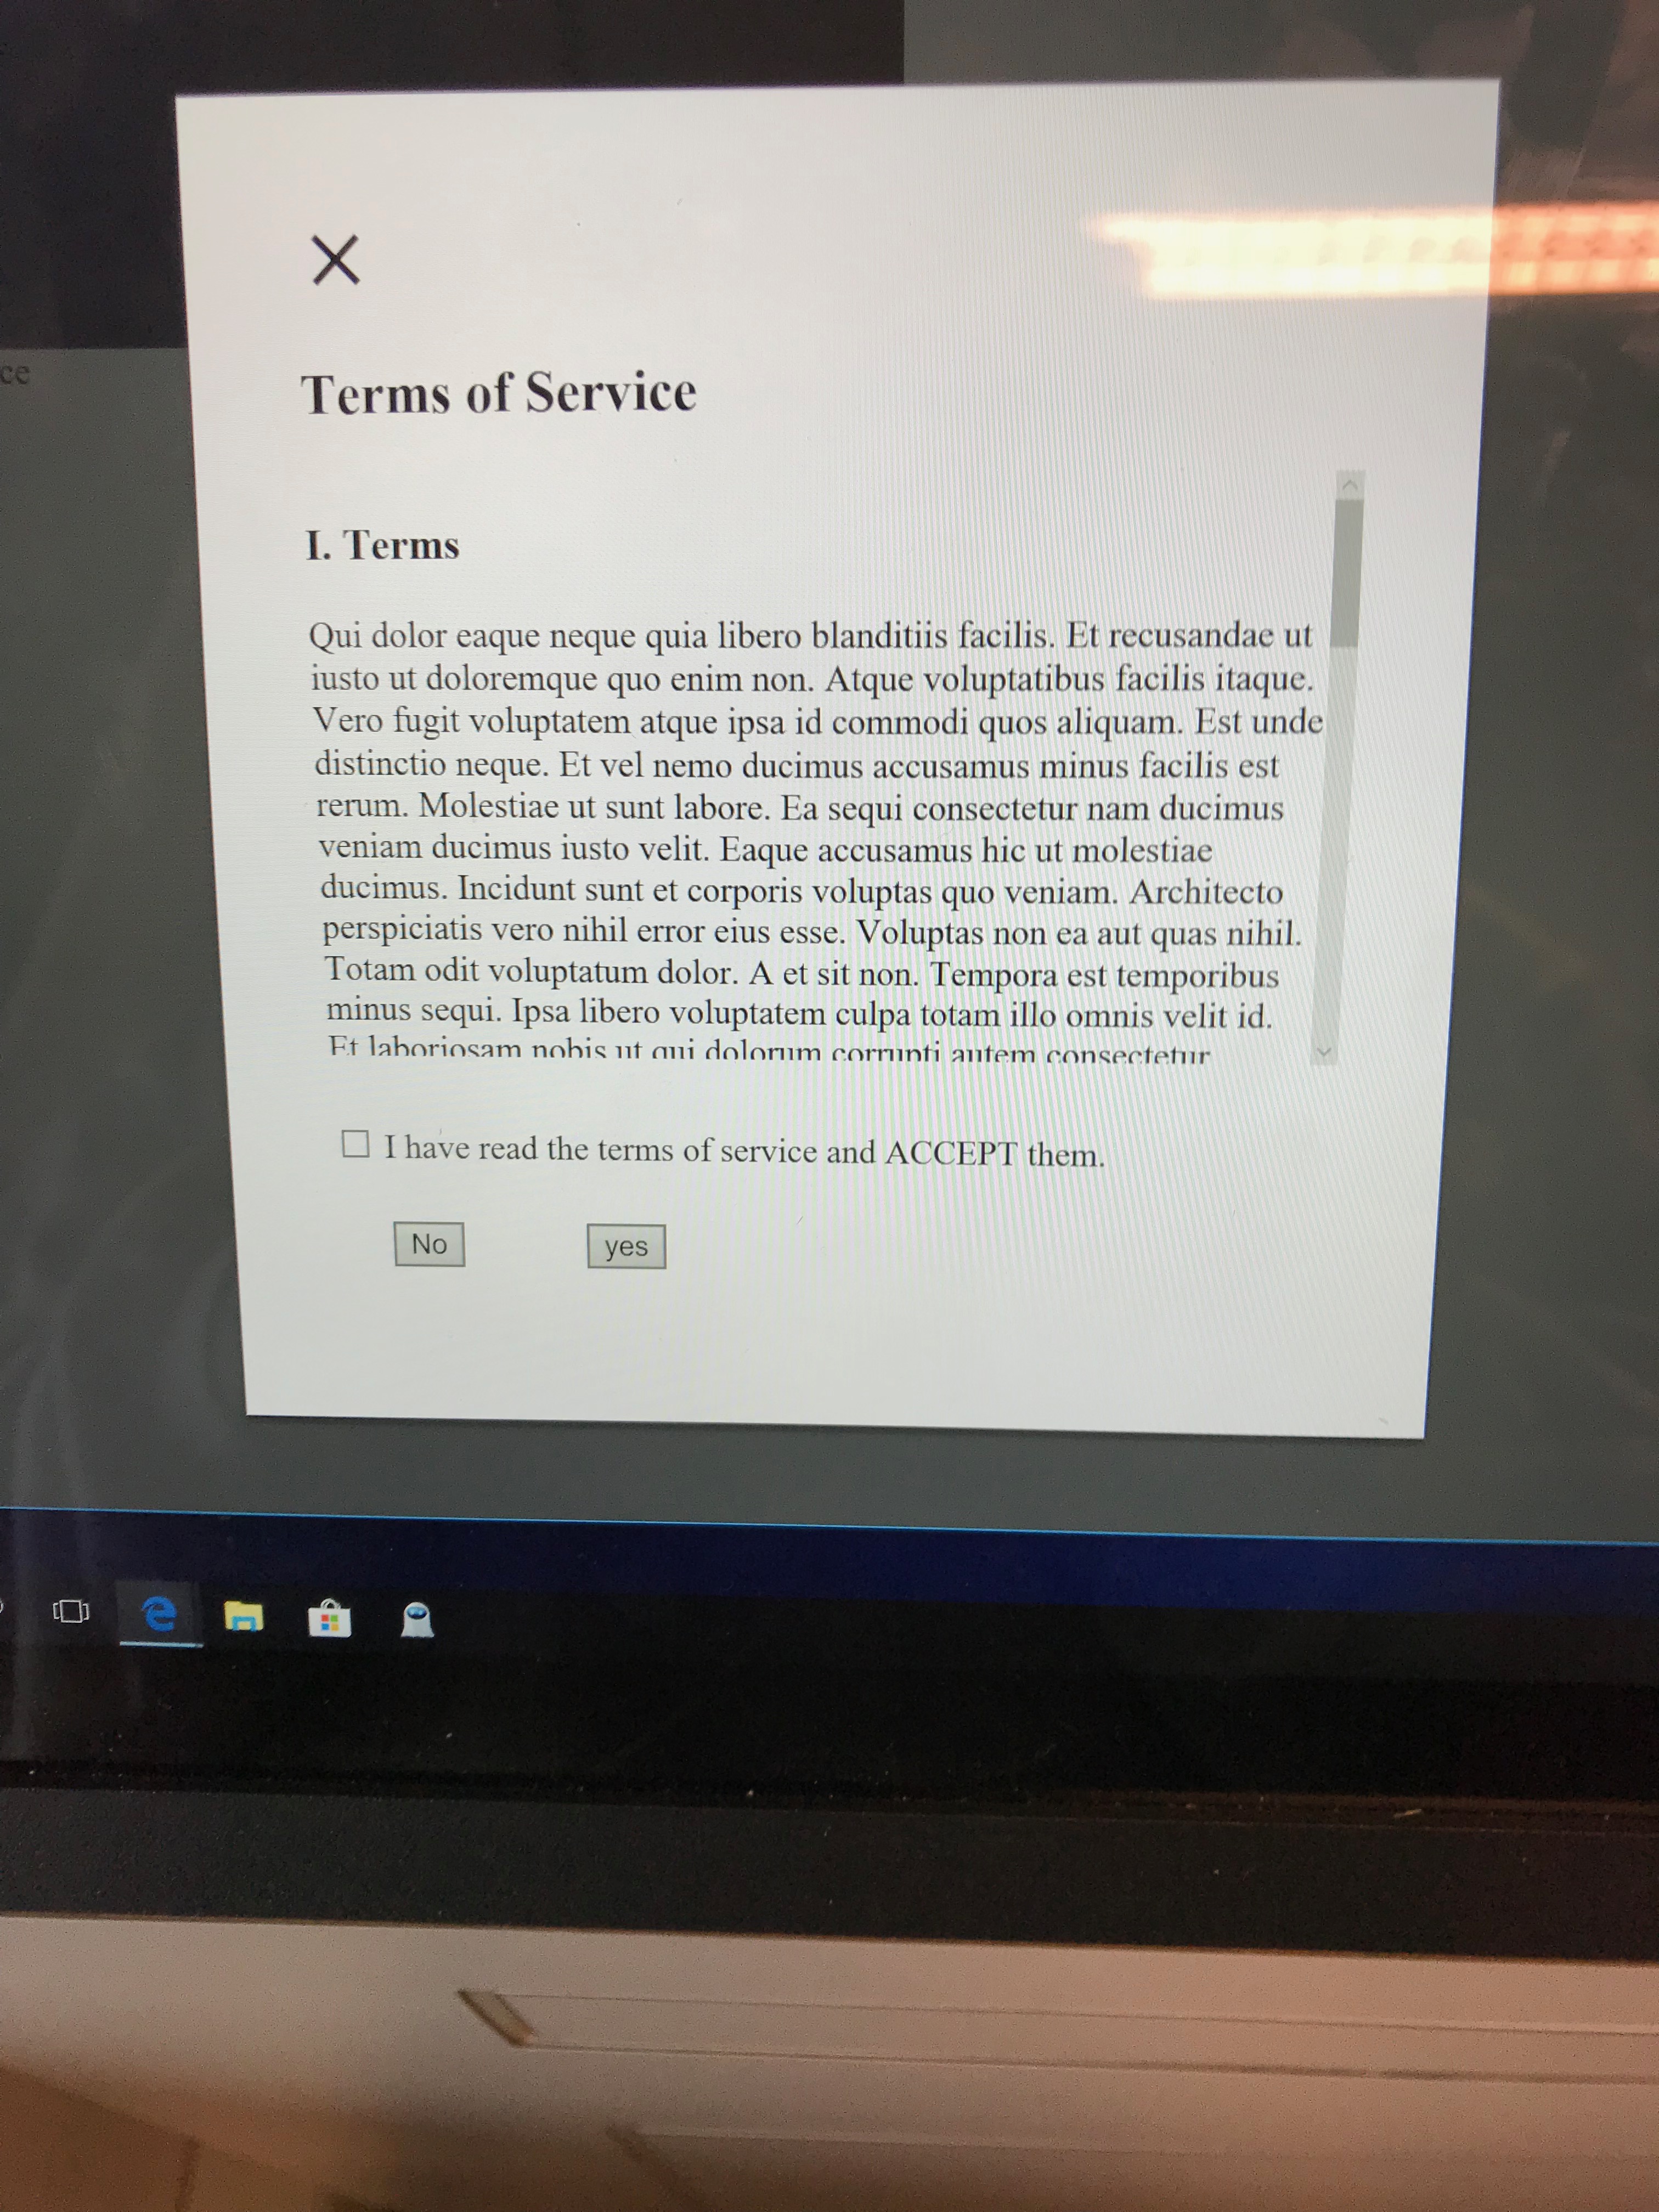 ce
Terms of Service
I. Terms
Qui dolor eaque neque quia libero blanditiis facilis. Et recusandae ut
iusto ut doloremque quo enim non. Atque voluptatibus facilis itaque.
Vero fugit voluptatem atque ipsa id commodi quos aliquam. Est unde
distinctio neque. Et vel nemo ducimus accusamus minus facilis est
rerum. Molestiae ut sunt labore. Ea sequi consectetur nam ducimus
veniam ducimus iusto velit. Eaque accusamus hic ut molestiae
ducimus. Incidunt sunt et corporis voluptas quo veniam. Architecto
perspiciatis vero nihil error eius esse. Voluptas non ea aut quas nihil.
Totam odit voluptatum dolor. A et sit non. Tempora est temporibus
minus sequi. Ipsa libero voluptatem culpa totam illo omnis velit id.
Et laboriosam nobis ut qui dolorum corrupti autem consectetur
I have read the terms of service and ACCEPT them.
No yes